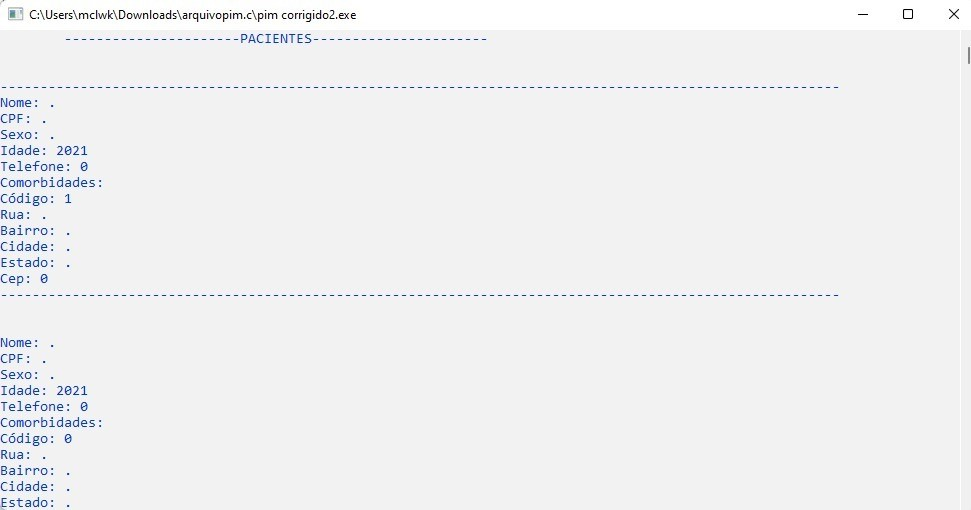 C:\Users\mclwk\Downloads\arquivopim.c\pim corrigido2.exe
----------------------PACIENTES----------------------
---------------------------------------------------------------------------------------------------------
Nome: .
CPF: .
Sexo: .
Idade: 2021
Telefone: 0
Comorbidades:
Código: 1
Rua: .
Bairro: .
Cidade: .
Estado: .
Cep: 0
---------------------------------------------------------------------------------------------------------
Nome: .
CPF: .
Sexo: .
Idade: 2021
Telefone: 0
Comorbidades:
Código: 0
Rua: .
Bairro: .
Cidade: .
Estado: .